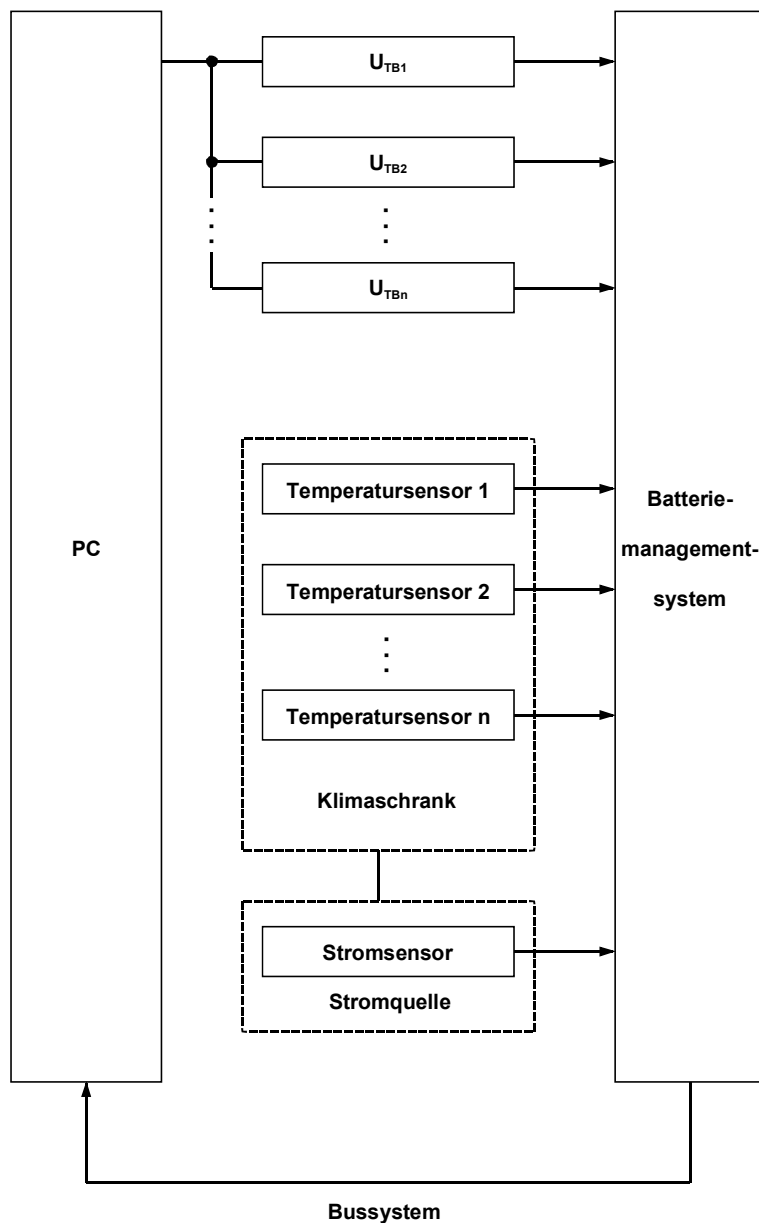 U_TB1
U_TB2
U_TBn
PC
Temperatursensor 1
Temperatursensor 2
Temperatursensor n
Klimaschrank
Stromsensor
Stromquelle
Batterie-
management-
system
Bussystem